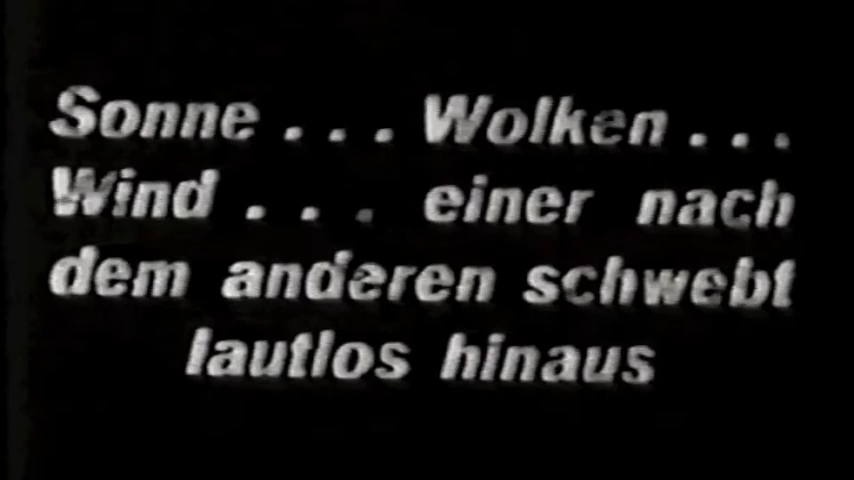 Sonne . . . Wolken . . .
Wind . . . einer nach
dem anderen schwebt
lautlos hinaus